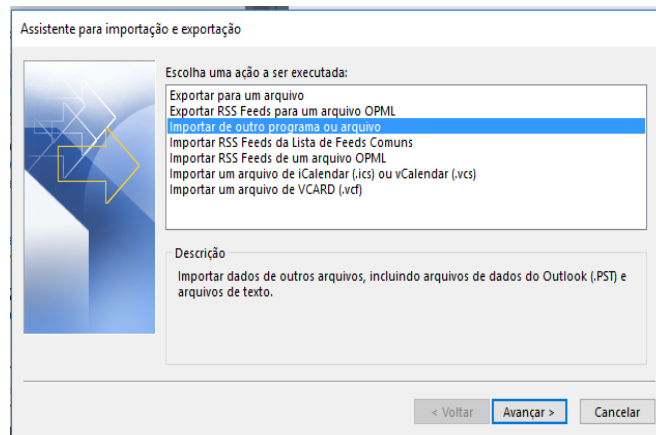 Assistente para importação e exportação
Escolha uma ação a ser executada:
Exportar para um arquivo
Exportar RSS Feeds para um arquivo OPML
Importar de outro programa ou arquivo
Importar RSS Feeds da Lista de Feeds Comuns
Importar RSS Feeds de um arquivo OPML
Importar um arquivo de iCalendar (.ics) ou vCalendar (.vcs)
Importar um arquivo de VCARD (.vcf)
Descrição
Importar dados de outros arquivos, incluindo arquivos de dados do Outlook (.PST) e
arquivos de texto.
< Voltar Avançar > Cancelar